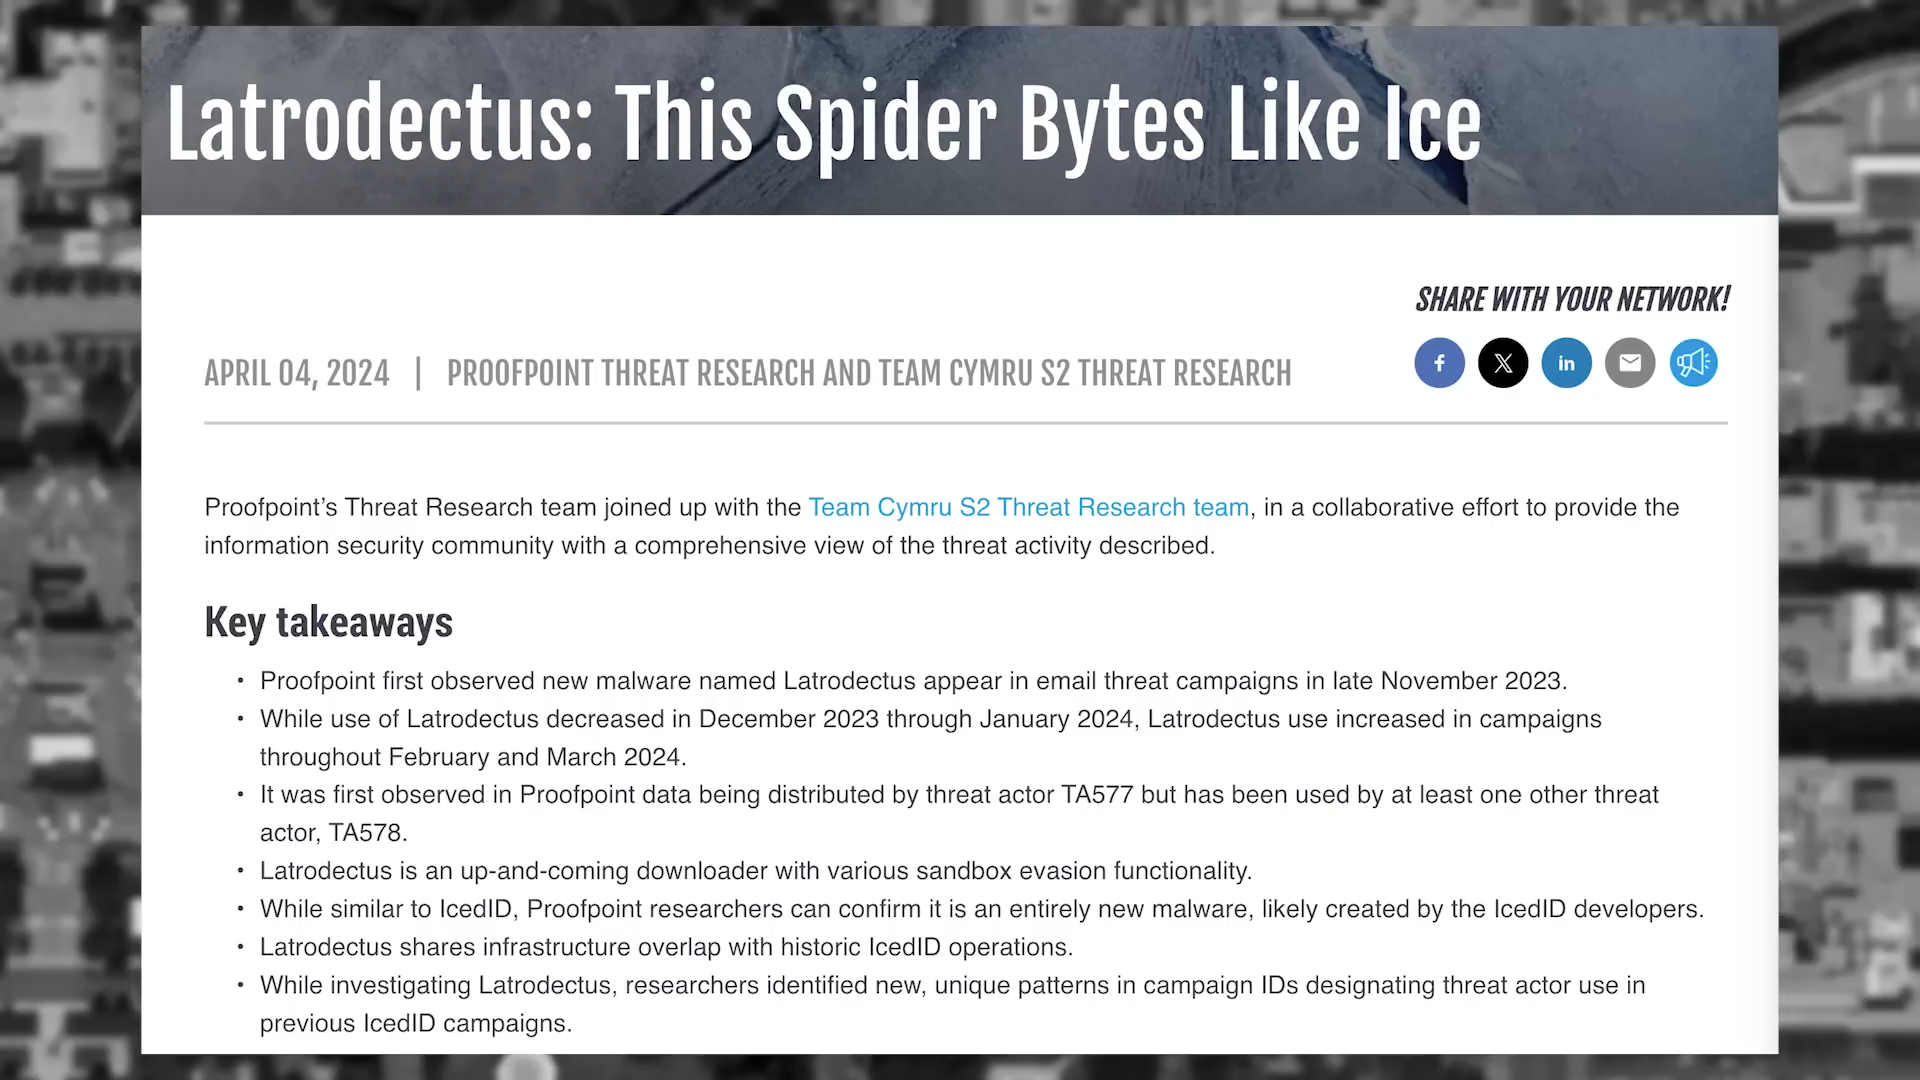 Latrodectus: This Spider Bytes Like Ice
SHARE WITH YOUR NETWORK!
f X in
APRIL 04, 2024 | PROOFPOINT THREAT RESEARCH AND TEAM CYMRU S2 THREAT RESEARCH
Proofpoint’s Threat Research team joined up with the Team Cymru S2 Threat Research team, in a collaborative effort to provide the
information security community with a comprehensive view of the threat activity described.
Key takeaways
• Proofpoint first observed new malware named Latrodectus appear in email threat campaigns in late November 2023.
• While use of Latrodectus decreased in December 2023 through January 2024, Latrodectus use increased in campaigns
throughout February and March 2024.
• It was first observed in Proofpoint data being distributed by threat actor TA577 but has been used by at least one other threat
actor, TA578.
• Latrodectus is an up-and-coming downloader with various sandbox evasion functionality.
• While similar to IcedID, Proofpoint researchers can confirm it is an entirely new malware, likely created by the IcedID developers.
• Latrodectus shares infrastructure overlap with historic IcedID operations.
• While investigating Latrodectus, researchers identified new, unique patterns in campaign IDs designating threat actor use in
previous IcedID campaigns.